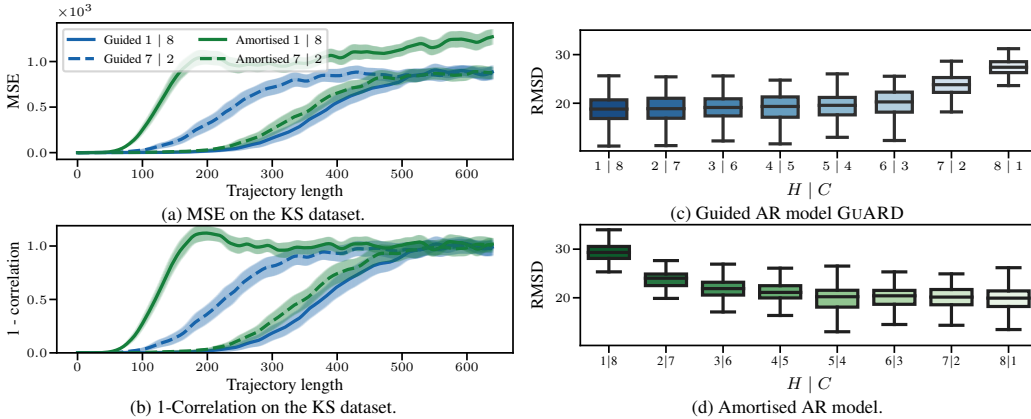 ×10³
MSE
1.0
0.5
0.0
Guided 1 | 8
Guided 7 | 2
Amortised 1 | 8
Amortised 7 | 2
0 100 200 300 400 500 600
Trajectory length
(a) MSE on the KS dataset.
1 - correlation
1.0
0.5
0.0
0 100 200 300 400 500 600
Trajectory length
(b) 1-Correlation on the KS dataset.
RMSD
30
20
1 | 8 2 | 7 3 | 6 4 | 5 5 | 4 6 | 3 7 | 2 8 | 1
H | C
(c) Guided AR model GUARD
RMSD
30
20
1|8 2|7 3|6 4|5 5|4 6|3 7|2 8|1
H | C
(d) Amortised AR model.